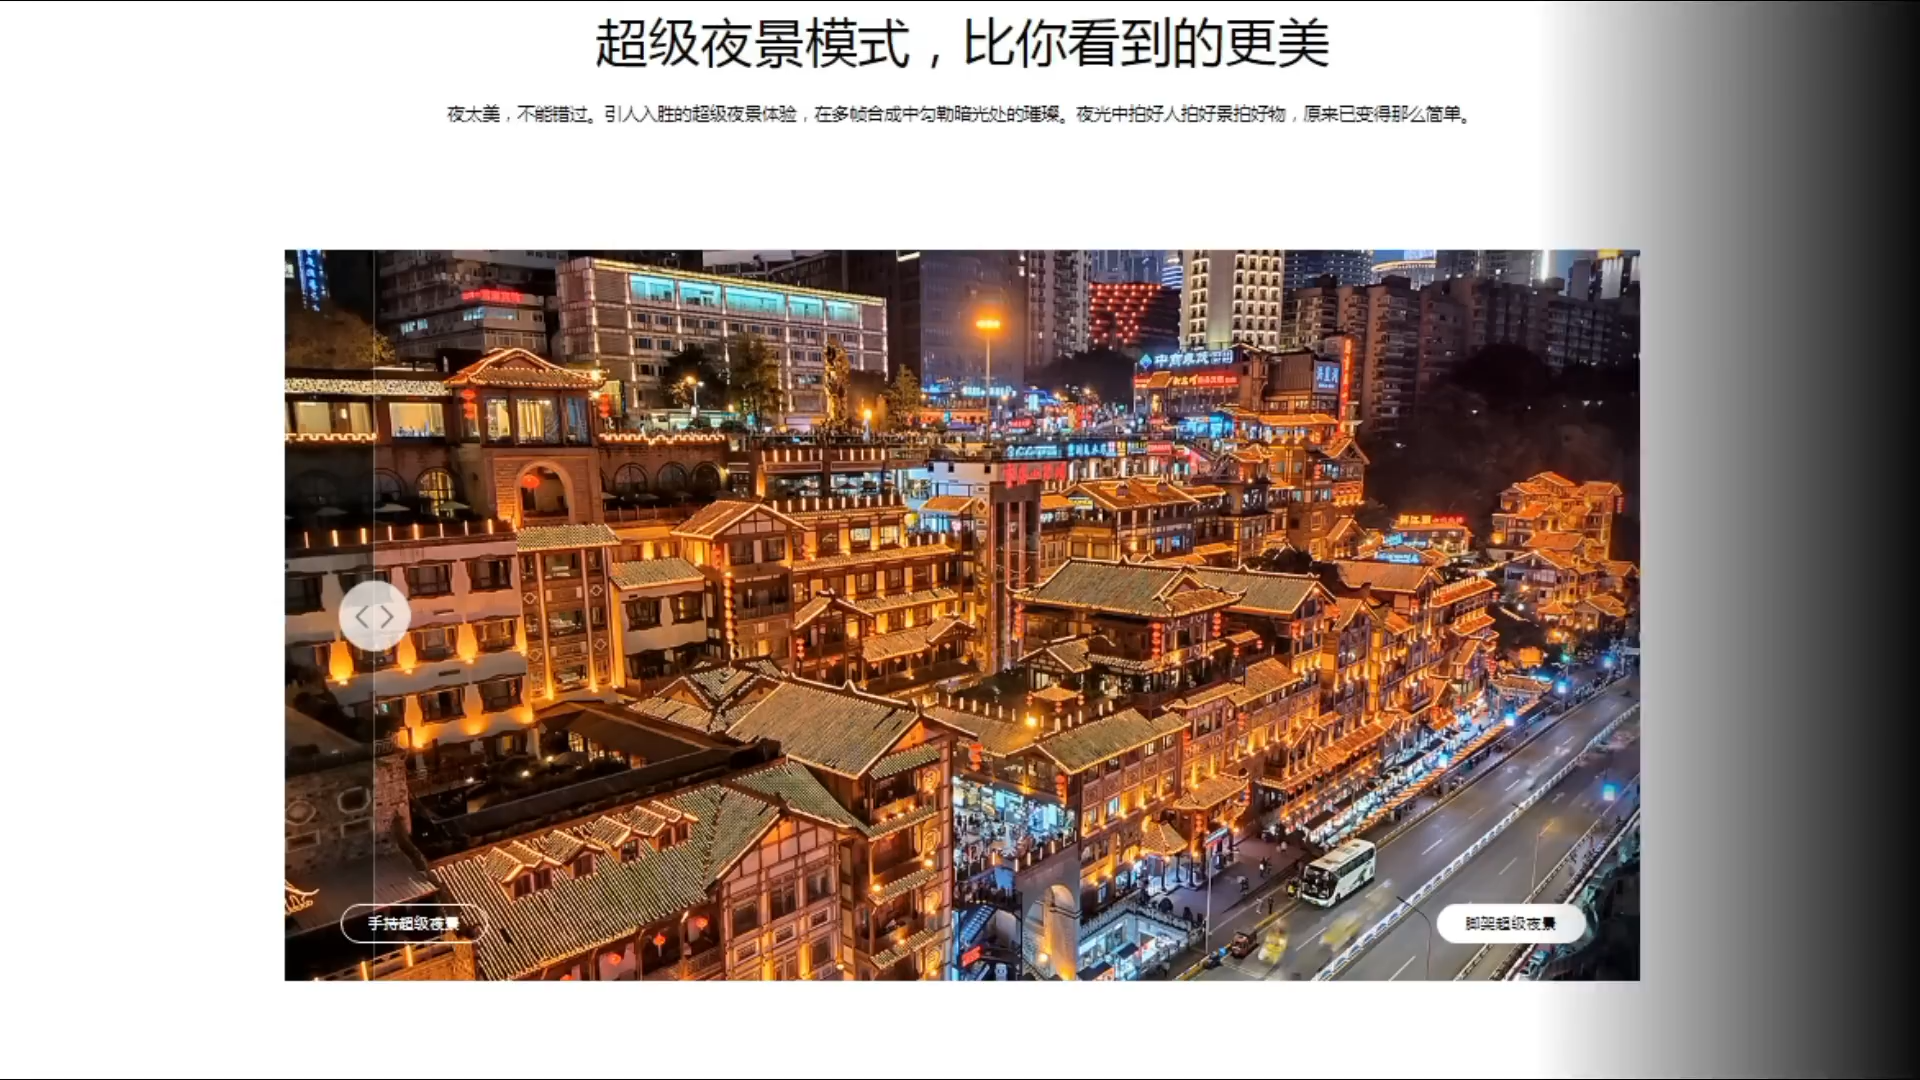 超级夜景模式，比你看到的更美
夜太美，不能错过。引人入胜的超级夜景体验，在多帧合成中勾勒暗光处的璀璨。夜光中拍好人拍好景拍好物，原来已变得那么简单。
手持超级夜景
脚架超级夜景